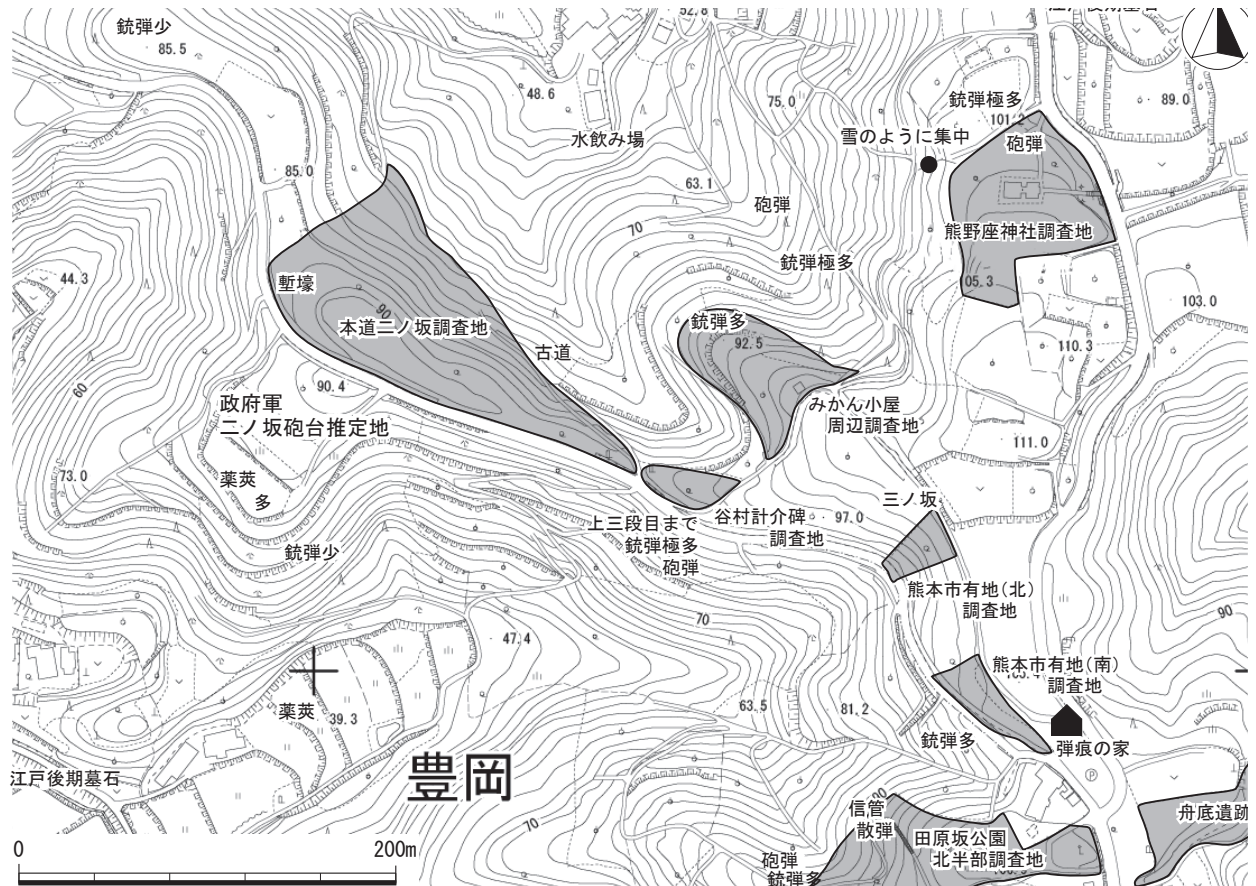 銃弾少
85.5
52.8
48.6
75.0
水飲み場
銃弾極多
101.2
砲弾
雪のように集中
89.0
85.0
63.1
砲弾
70
熊野座神社調査地
銃弾極多
44.3
塹壕
90
本道二ノ坂調査地
古道
銃弾多
92.5
05.3
103.0
110.3
60
90.4
政府軍
二ノ坂砲台推定地
みかん小屋
周辺調査地
111.0
73.0
薬莢
多
三ノ坂
上三段目まで
銃弾極多
砲弾
谷村計介碑
調査地
97.0
銃弾少
熊本市有地(北)
調査地
70
90
47.4
熊本市有地(南)
調査地
薬莢
39.3
63.5
81.2
銃弾多
弾痕の家
P
江戸後期墓石
豊岡
70
信管
散弾
田原坂公園
北半部調査地
舟底遺跡
砲弾
銃弾多
0
200m